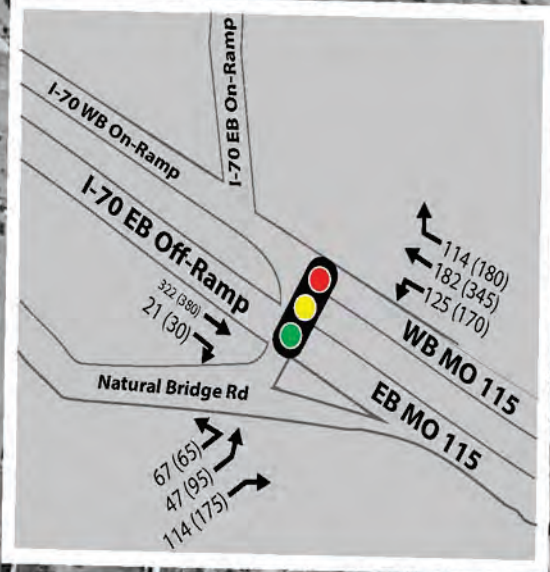 I-70 WB On-Ramp
I-70 EB On-Ramp
I-70 EB Off-Ramp
322 (380)
21 (30)
114 (180)
182 (345)
125 (170)
WB MO 115
EB MO 115
Natural Bridge Rd
67 (65)
47 (95)
114 (175)